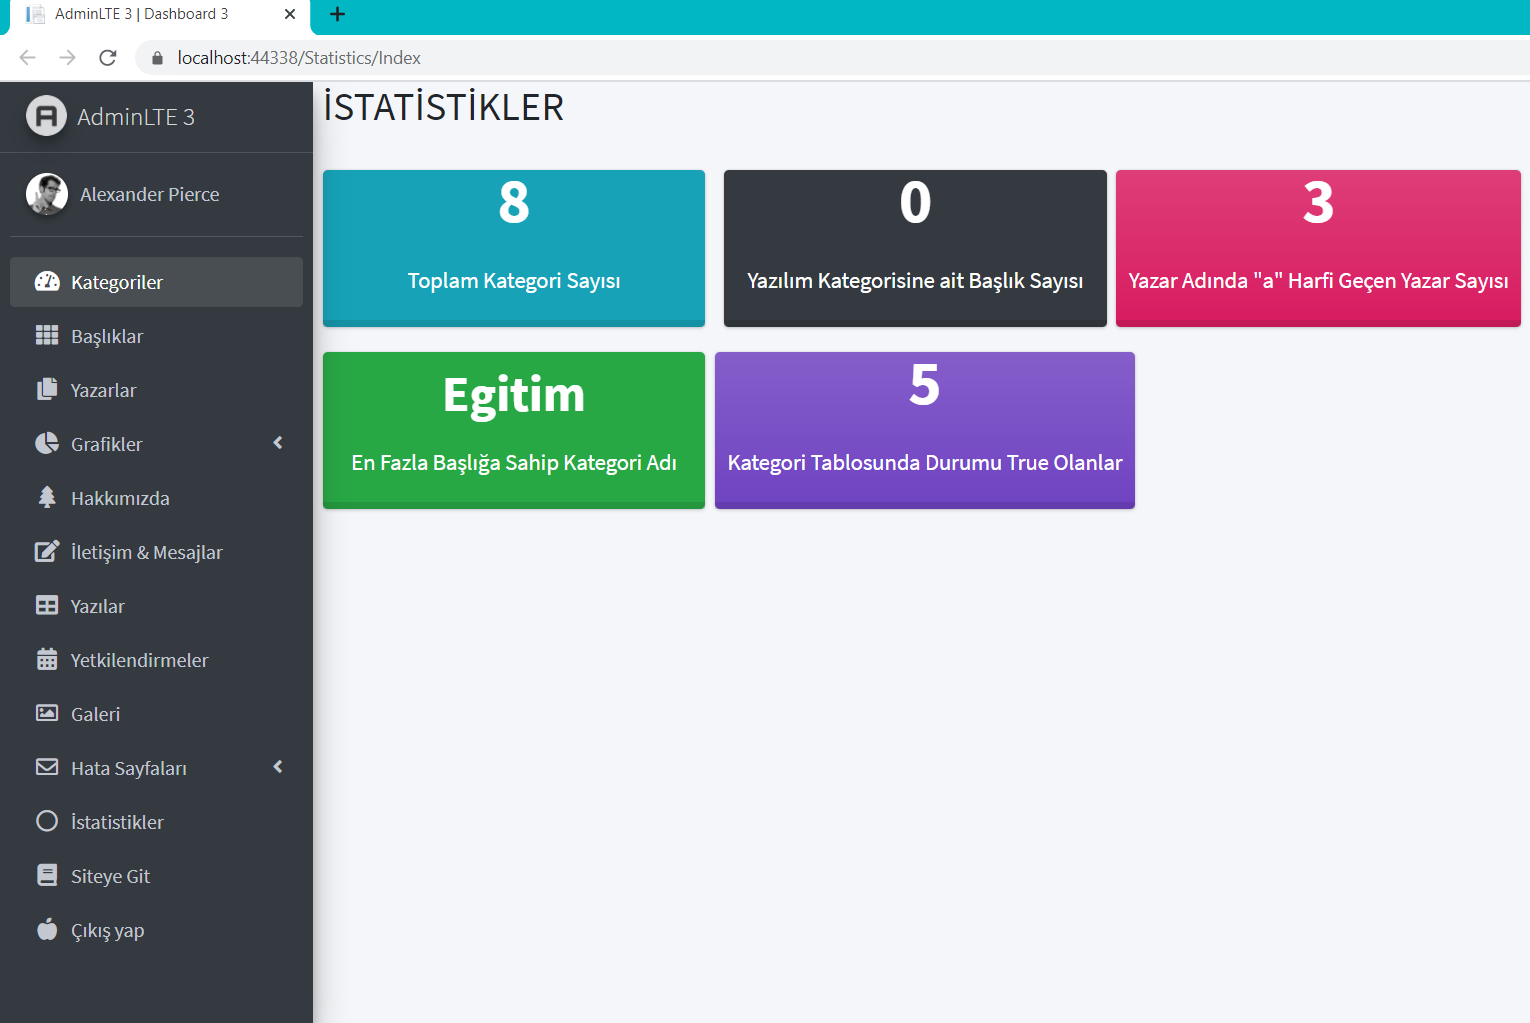 AdminLTE 3 | Dashboard 3
localhost:44338/Statistics/Index
AdminLTE 3
Alexander Pierce
Kategoriler
Başlıklar
Yazarlar
Grafikler
Hakkımızda
İletişim & Mesajlar
Yazılar
Yetkilendirmeler
Galeri
Hata Sayfaları
İstatistikler
Siteye Git
Çıkış yap
İSTATİSTİKLER
8
Toplam Kategori Sayısı
0
Yazılım Kategorisine ait Başlık Sayısı
3
Yazar Adında "a" Harfi Geçen Yazar Sayısı
Egitim
En Fazla Başlığa Sahip Kategori Adı
5
Kategori Tablosunda Durumu True Olanlar